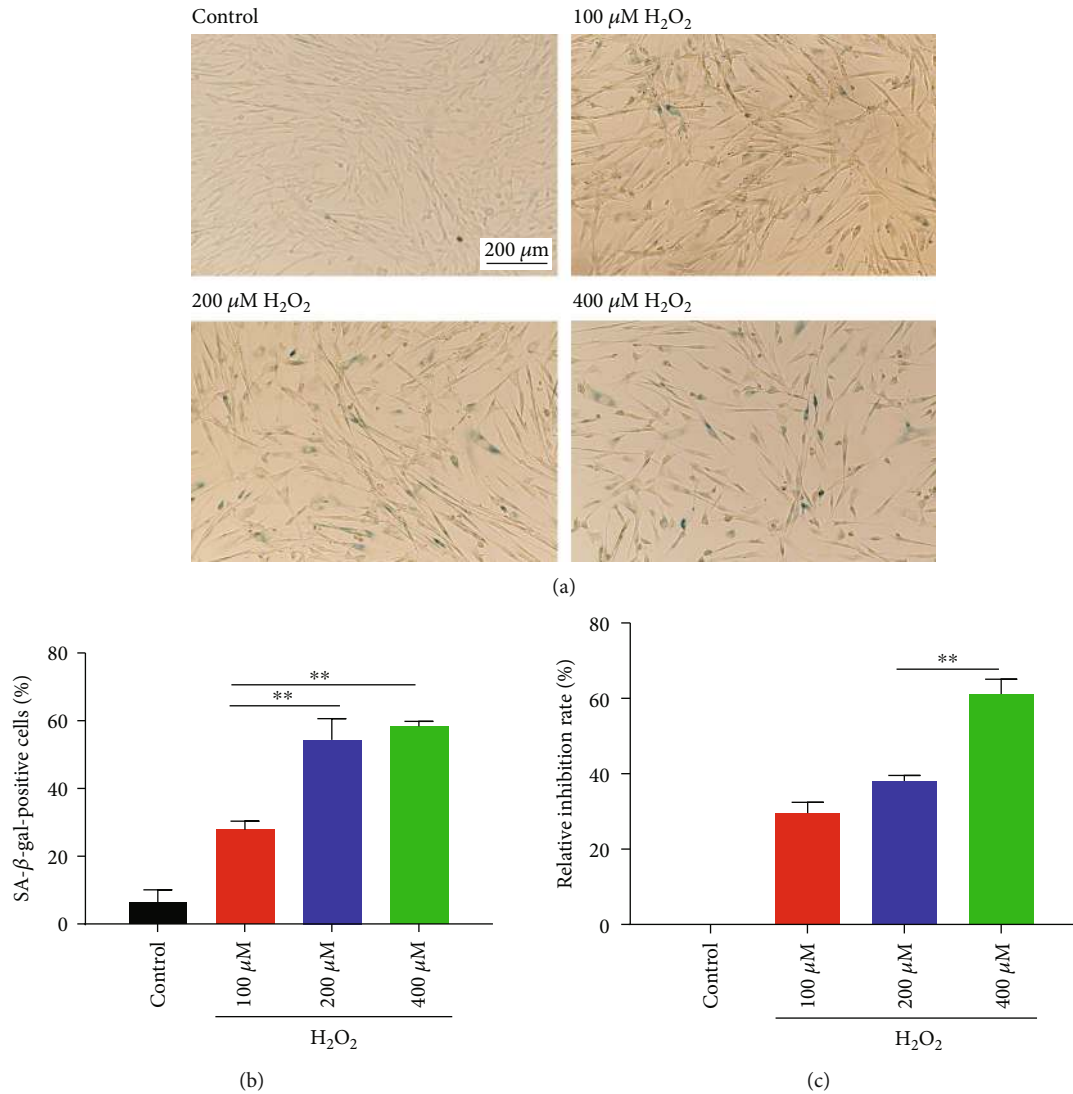 Control
100 μM H₂O₂
200 μm
200 μM H₂O₂
400 μM H₂O₂
(a)
SA-β-gal-positive cells (%)
80
60
40
20
0
**
**
Control
100 μM
200 μM
400 μM
H₂O₂
(b)
Relative inhibition rate (%)
80
60
40
20
0
**
Control
100 μM
200 μM
400 μM
H₂O₂
(c)